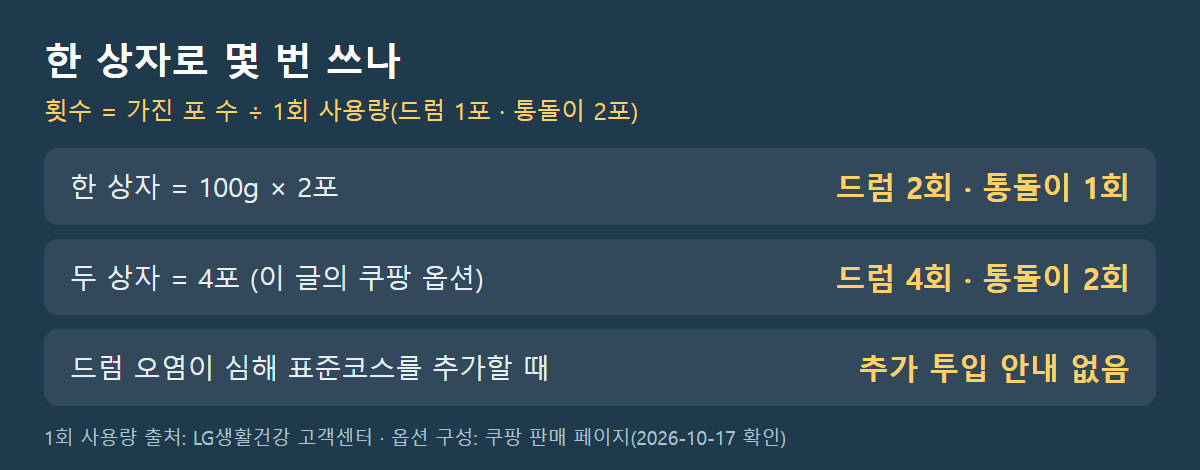 한 상자로 몇 번 쓰나
횟수 = 가진 포 수 ÷ 1회 사용량(드럼 1포 · 통돌이 2포)
한 상자 = 100g × 2포
드럼 2회 · 통돌이 1회
두 상자 = 4포 (이 글의 쿠팡 옵션)
드럼 4회 · 통돌이 2회
드럼 오염이 심해 표준코스를 추가할 때
추가 투입 안내 없음
1회 사용량 출처: LG생활건강 고객센터 · 옵션 구성: 쿠팡 판매 페이지(2026-10-17 확인)